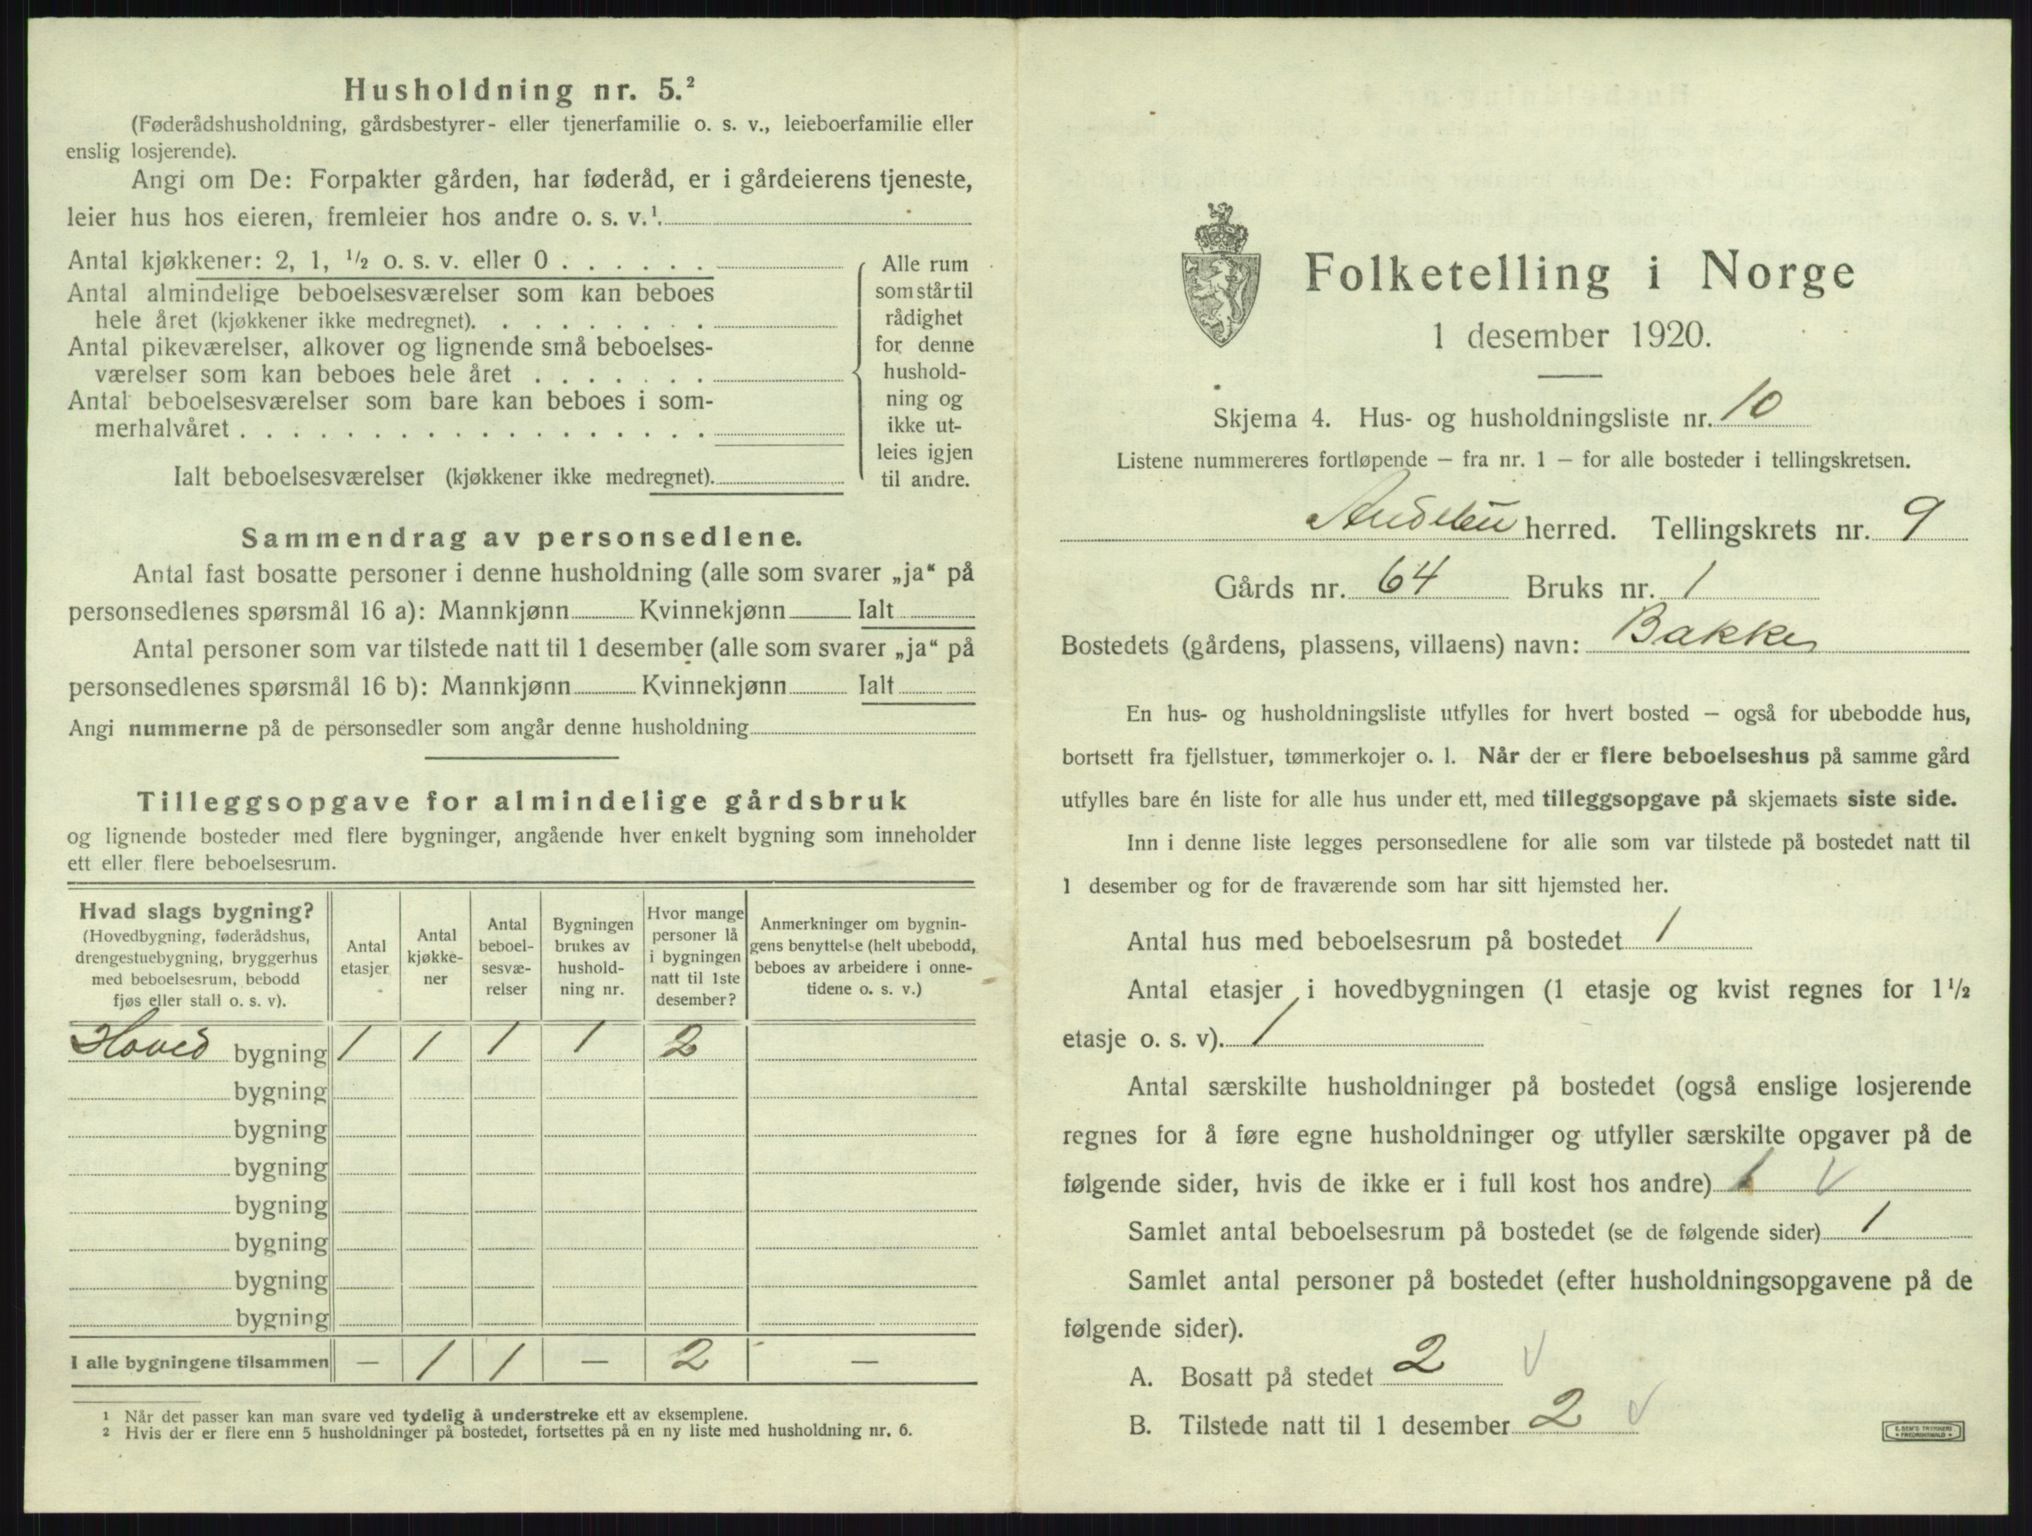 Husholdning nr. 5.²
(Føderådshusholdning, gårdsbestyrer- eller tjenerfamilie o. s. v., leieboerfamilie eller
enslig losjerende).
Angi om De: Forpakter gården, har føderåd, er i gårdeierens tjeneste,
leier hus hos eieren, fremleier hos andre o. s. v.¹
Antal kjøkkener: 2, 1, ½ o. s. v. eller 0 . . . . . .
Antal almindelige beboelsesværelser som kan beboes
hele året (kjøkkener ikke medregnet). . . . . . . . .
Antal pikeværelser, alkover og lignende små beboelses-
værelser som kan beboes hele året . . . . . . .
Antal beboelsesværelser som bare kan beboes i som-
merhalvåret . . . . . . . . . . . . . . . . . .
Ialt beboelsesværelser (kjøkkener ikke medregnet).
Alle rum
som står til
rådighet
for denne
hushold-
ning og
ikke ut-
leies igjen
til andre.
Sammendrag av personsedlene.
Antal fast bosatte personer i denne husholdning (alle som svarer „ja“ på
personsedlenes spørsmål 16 a): Mannkjønn Kvinnekjønn Ialt
Antal personer som var tilstede natt til 1 desember (alle som svarer „ja“ på
personsedlenes spørsmål 16 b): Mannkjønn Kvinnekjønn Ialt
Angi nummerne på de personsedler som angår denne husholdning
Tilleggsopgave for almindelige gårdsbruk
og lignende bosteder med flere bygninger, angående hver enkelt bygning som inneholder
ett eller flere beboelsesrum.
Hvad slags bygning?
(Hovedbygning, føderådshus,
drengestuebygning, bryggerhus
med beboelsesrum, bebodd
fjøs eller stall o. s. v).
Antal
etasjer
Antal
kjøkke-
ner
Antal
beboel-
sesvæ-
relser
Bygningen
brukes av
hushold-
ning nr.
Hvor mange
personer lå
i bygningen
natt til 1ste
desember?
Anmerkninger om bygnin-
gens benyttelse (helt ubebodd,
beboes av arbeidere i onne-
tidene o. s. v.)
Hoved bygning 1 1 1 1 2
bygning
bygning
bygning
bygning
bygning
bygning
bygning
I alle bygningene tilsammen — 1 1 — 2 —
¹ Når det passer kan man svare ved tydelig å understreke ett av eksemplene.
² Hvis der er flere enn 5 husholdninger på bostedet, fortsettes på en ny liste med husholdning nr. 6.
Folketelling i Norge
1 desember 1920.
Skjema 4. Hus- og husholdningsliste nr. 10
Listene nummereres fortløpende – fra nr. 1 – for alle bosteder i tellingskretsen.
Andebu herred. Tellingskrets nr. 9
Gårds nr. 64 Bruks nr. 1
Bostedets (gårdens, plassens, villaens) navn: Bakke
En hus- og husholdningsliste utfylles for hvert bosted – også for ubebodde hus,
bortsett fra fjellstuer, tømmerkojer o. l. Når der er flere beboelseshus på samme gård
utfylles bare én liste for alle hus under ett, med tilleggsopgave på skjemaets siste side.
Inn i denne liste legges personsedlene for alle som var tilstede på bostedet natt til
1 desember og for de fraværende som har sitt hjemsted her.
Antal hus med beboelsesrum på bostedet 1
Antal etasjer i hovedbygningen (1 etasje og kvist regnes for 1½
etasje o. s. v). 1
Antal særskilte husholdninger på bostedet (også enslige losjerende
regnes for å føre egne husholdninger og utfyller særskilte opgaver på de
følgende sider, hvis de ikke er i full kost hos andre) 1 v
Samlet antal beboelsesrum på bostedet (se de følgende sider) 1
Samlet antal personer på bostedet (efter husholdningsopgavene på de
følgende sider).
A. Bosatt på stedet 2 v
B. Tilstede natt til 1 desember 2 v